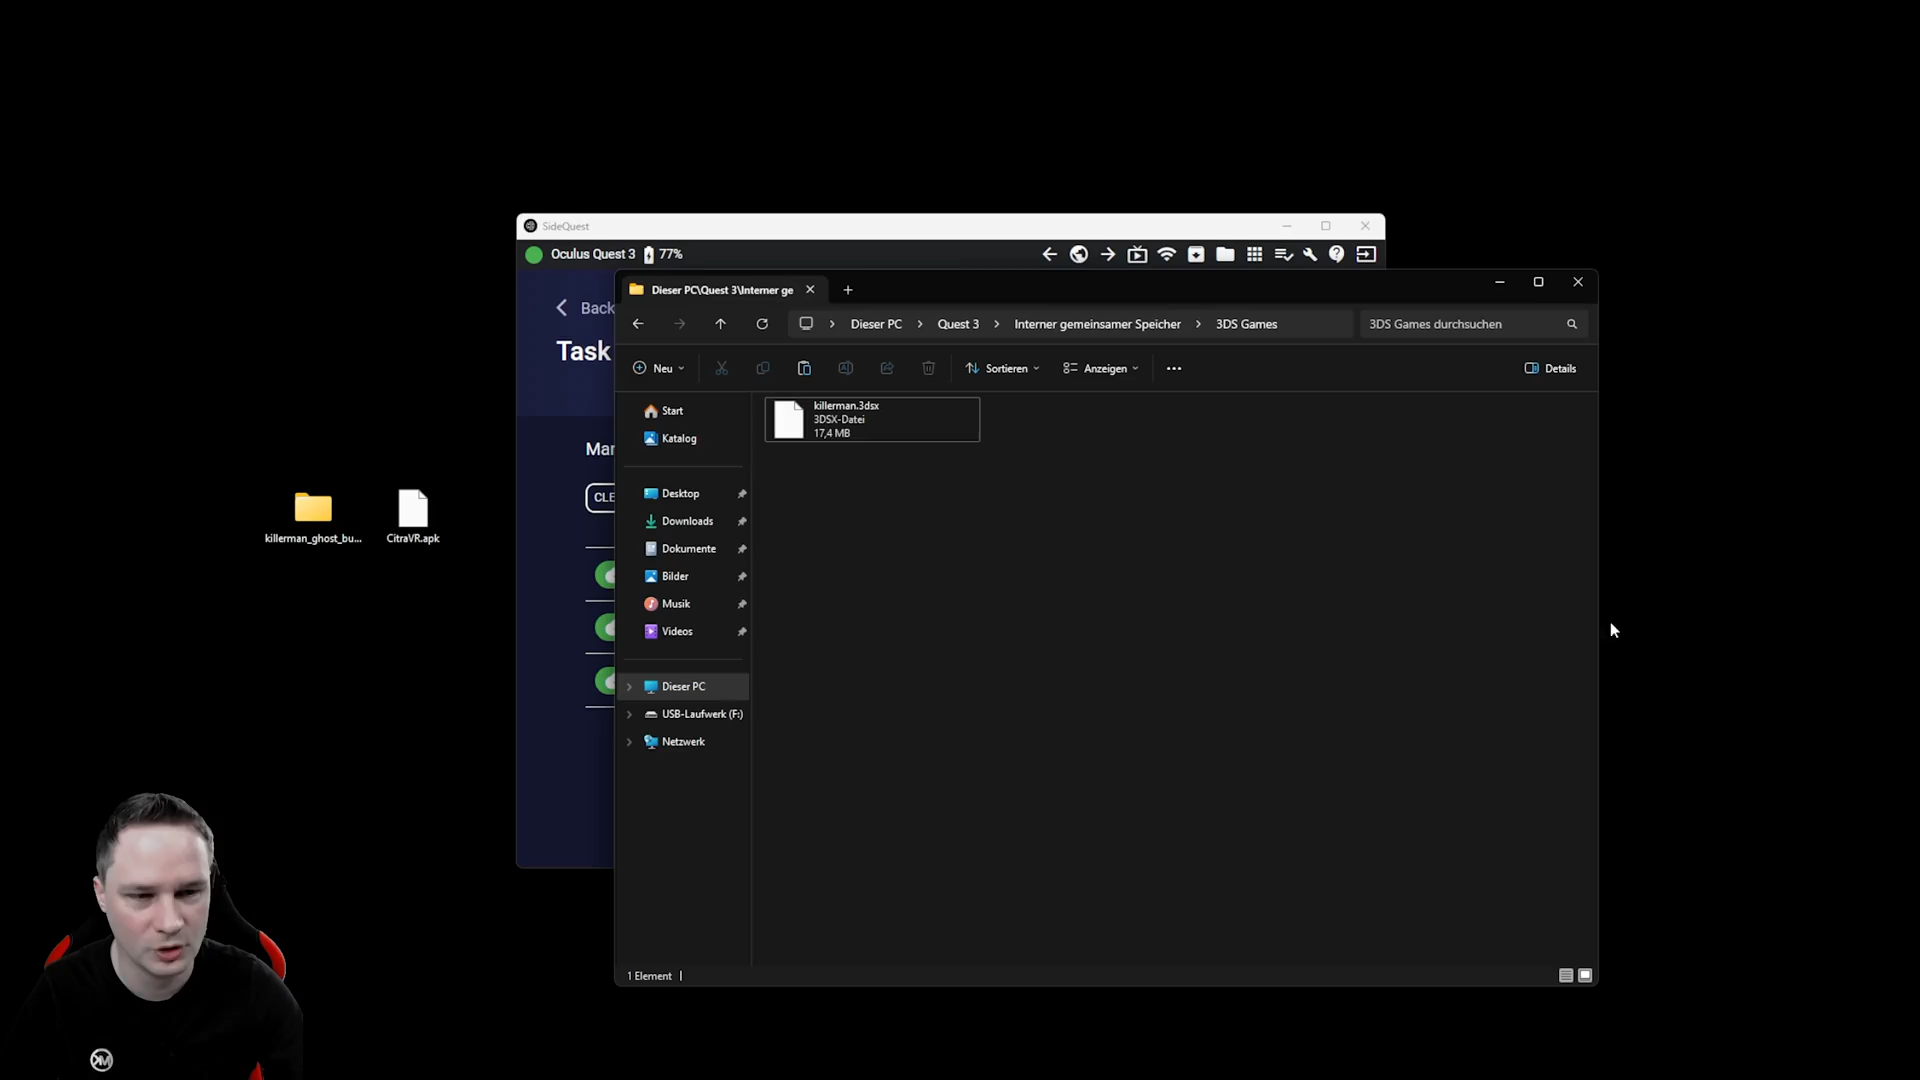 SideQuest
Oculus Quest 3 77%
Dieser PC\Quest 3\Interner ge
Back
Dieser PC Quest 3 Interner gemeinsamer Speicher 3DS Games
3DS Games durchsuchen
Task
Neu
Sortieren
Anzeigen
Details
Start
killerman.3dsx
3DSX-Datei
17,4 MB
Katalog
Mar
CLE
Desktop
Downloads
Dokumente
Bilder
Musik
Videos
killerman_ghost_bu...
CitraVR.apk
Dieser PC
USB-Laufwerk (F:)
Netzwerk
1 Element